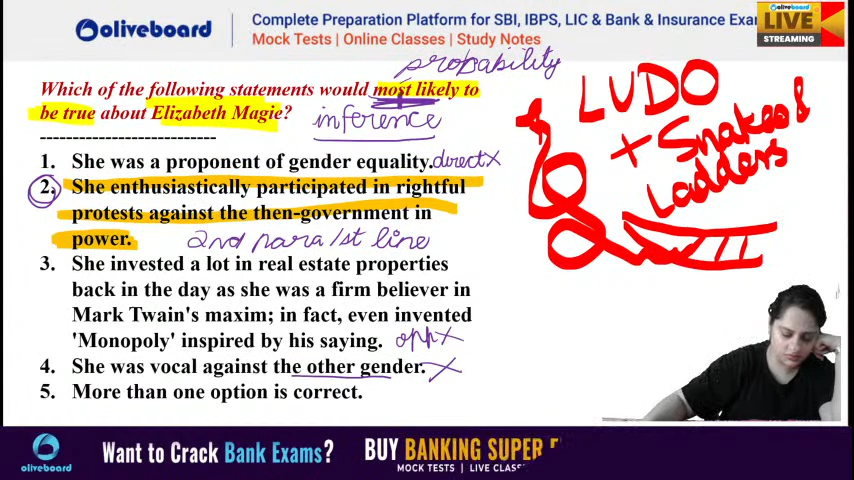 oliveboard
Complete Preparation Platform for SBI, IBPS, LIC & Bank & Insurance Exa
Mock Tests | Online Classes | Study Notes
oliveboard
LIVE
STREAMING
probability
Which of the following statements would most likely to
be true about Elizabeth Magie?
inference
---------------------------
1. She was a proponent of gender equality. direct X
2. She enthusiastically participated in rightful
protests against the then-government in
power. 2nd para 1st line
3. She invested a lot in real estate properties
back in the day as she was a firm believer in
Mark Twain's maxim; in fact, even invented
'Monopoly' inspired by his saying. opp X
4. She was vocal against the other gender. X
5. More than one option is correct.
LUDO
+ Snakes &
Ladders
oliveboard
Want to Crack Bank Exams?
BUY BANKING SUPER
MOCK TESTS | LIVE CLASS